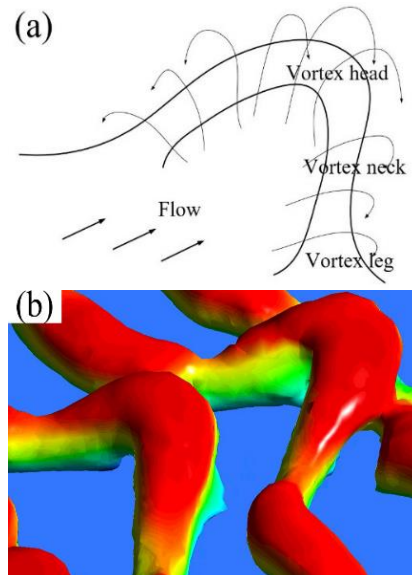 (a)
Vortex head
Vortex neck
Flow
Vortex leg
(b)